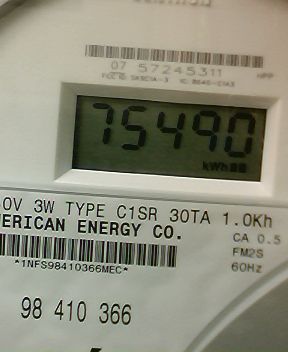 07 57245311
75490
kWh
0V 3W TYPE C1SR 30TA 1.0Kh
ERICAN ENERGY CO.
CA 0.5
*1NFS98410366MEC*
FM2S
60Hz
98 410 366